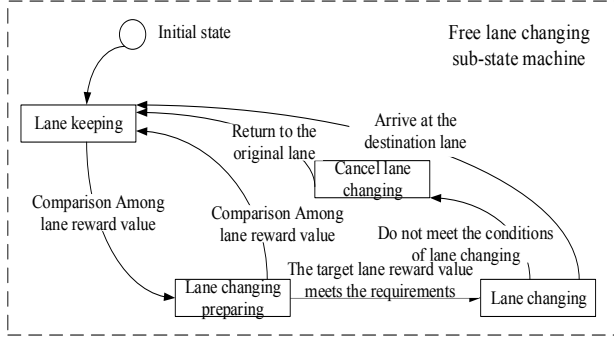 Initial state
Free lane changing
sub-state machine
Lane keeping
Return to the
original lane
Arrive at the
destination lane
Cancel lane
changing
Comparison Among
lane reward value
Comparison Among
lane reward value
Do not meet the conditions
of lane changing
Lane changing
preparing
The target lane reward value
meets the requirements
Lane changing